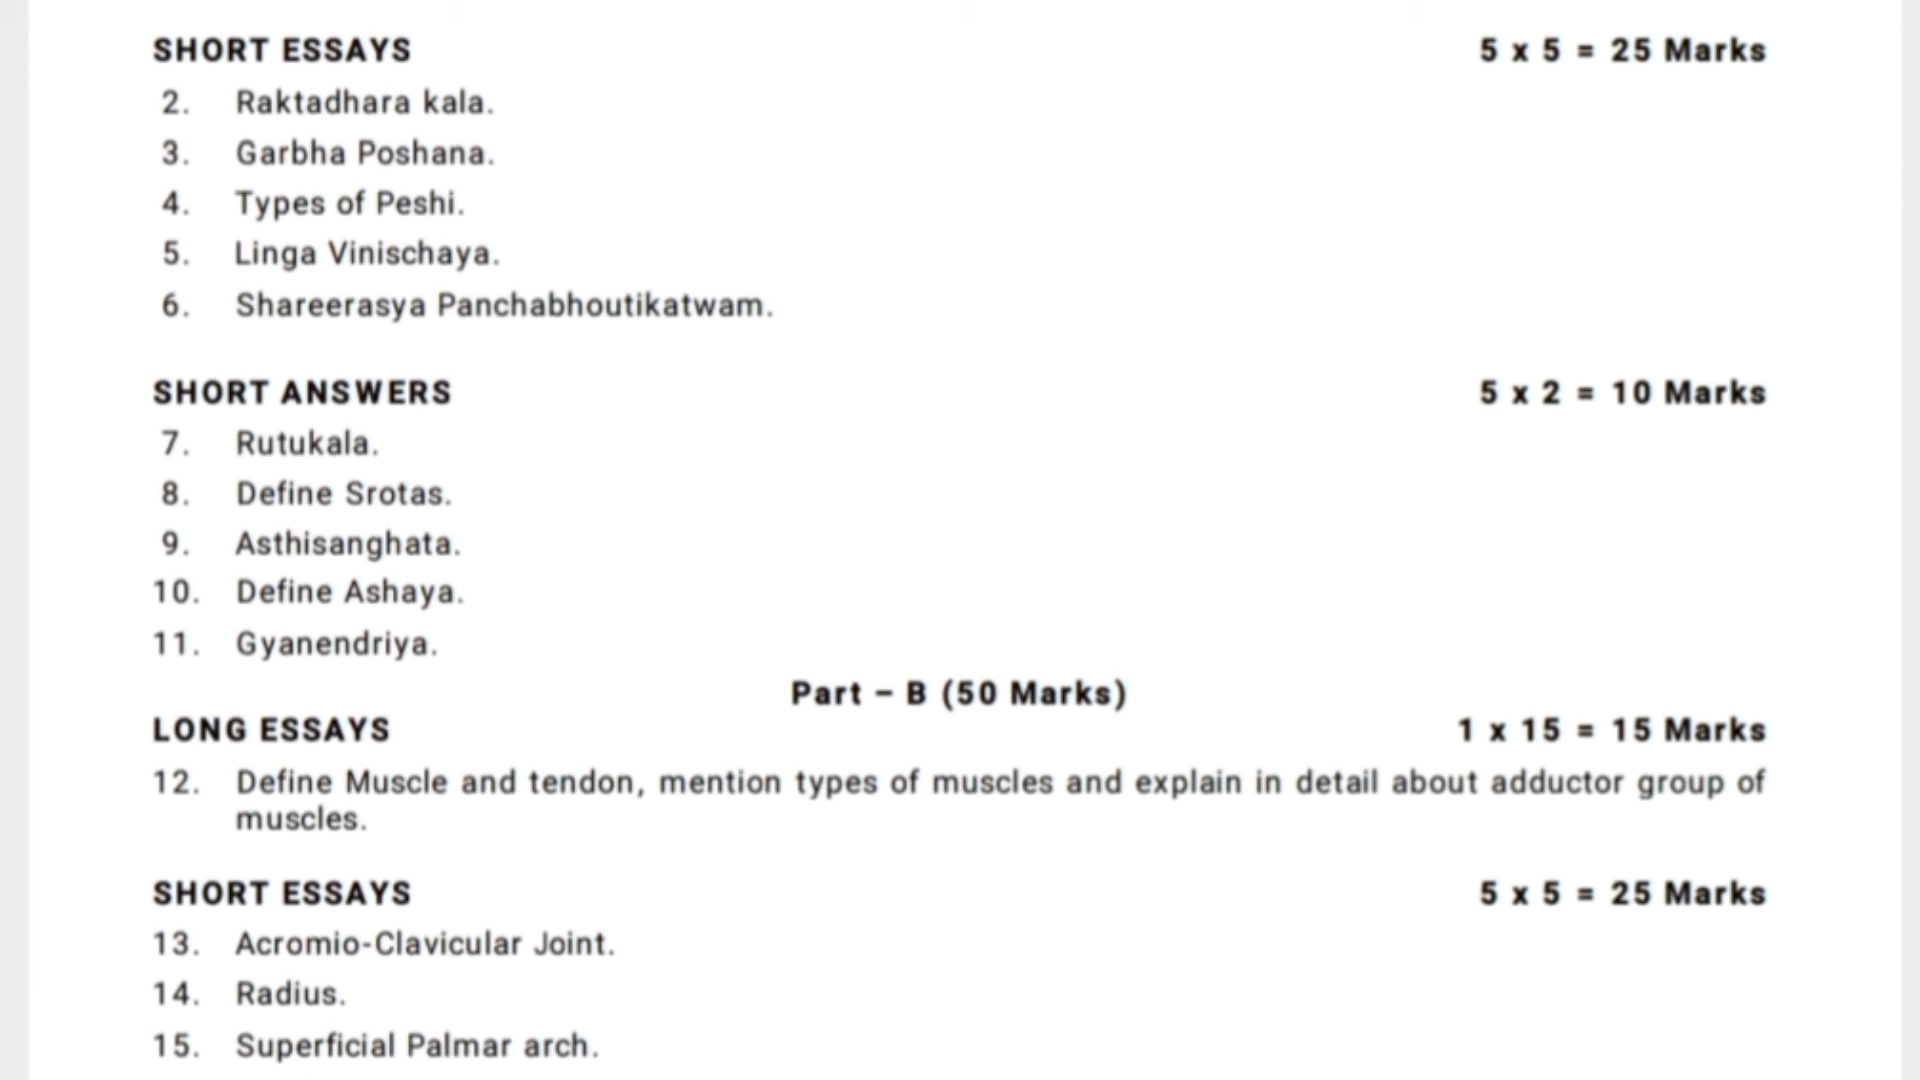 SHORT ESSAYS 5 x 5 = 25 Marks
2. Raktadhara kala.
3. Garbha Poshana.
4. Types of Peshi.
5. Linga Vinischaya.
6. Shareerasya Panchabhoutikatwam.
SHORT ANSWERS 5 x 2 = 10 Marks
7. Rutukala.
8. Define Srotas.
9. Asthisanghata.
10. Define Ashaya.
11. Gyanendriya.
Part – B (50 Marks)
LONG ESSAYS 1 x 15 = 15 Marks
12. Define Muscle and tendon, mention types of muscles and explain in detail about adductor group of
muscles.
SHORT ESSAYS 5 x 5 = 25 Marks
13. Acromio-Clavicular Joint.
14. Radius.
15. Superficial Palmar arch.